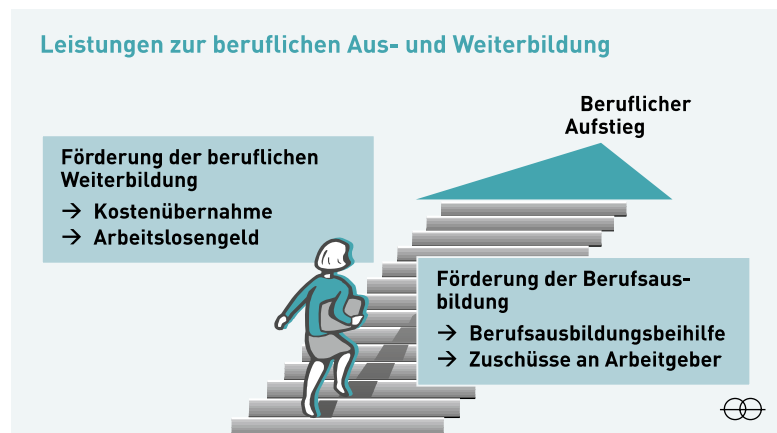 Leistungen zur beruflichen Aus- und Weiterbildung
Beruflicher
Aufstieg
Förderung der beruflichen
Weiterbildung
→ Kostenübernahme
→ Arbeitslosengeld
Förderung der Berufsaus-
bildung
→ Berufsausbildungsbeihilfe
→ Zuschüsse an Arbeitgeber